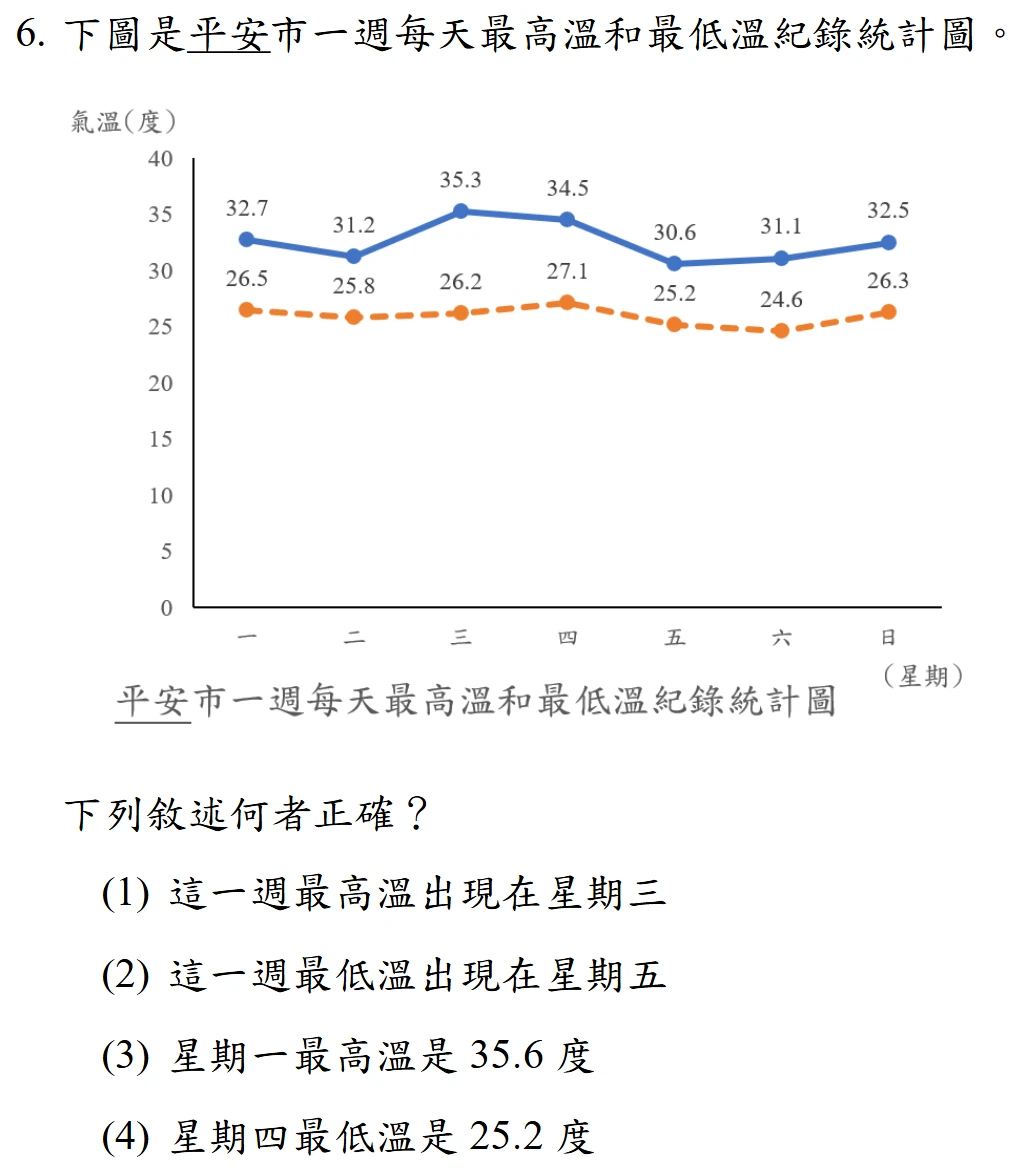 6. 下圖是平安市一週每天最高溫和最低溫紀錄統計圖。
氣溫(度)
40
35
30
25
20
15
10
5
0
32.7 31.2 35.3 34.5 30.6 31.1 32.5
26.5 25.8 26.2 27.1 25.2 24.6 26.3
一 二 三 四 五 六 日
(星期)
平安市一週每天最高溫和最低溫紀錄統計圖
下列敘述何者正確？
(1) 這一週最高溫出現在星期三
(2) 這一週最低溫出現在星期五
(3) 星期一最高溫是 35.6 度
(4) 星期四最低溫是 25.2 度